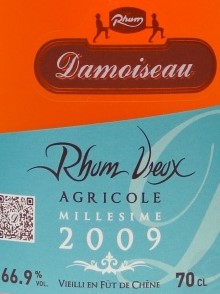 Rhum
Damoiseau
Rhum Vieux
AGRICOLE
MILLESIME
2009
66.9% VOL.
VIEILLI EN FÛT DE CHÊNE
70 CL